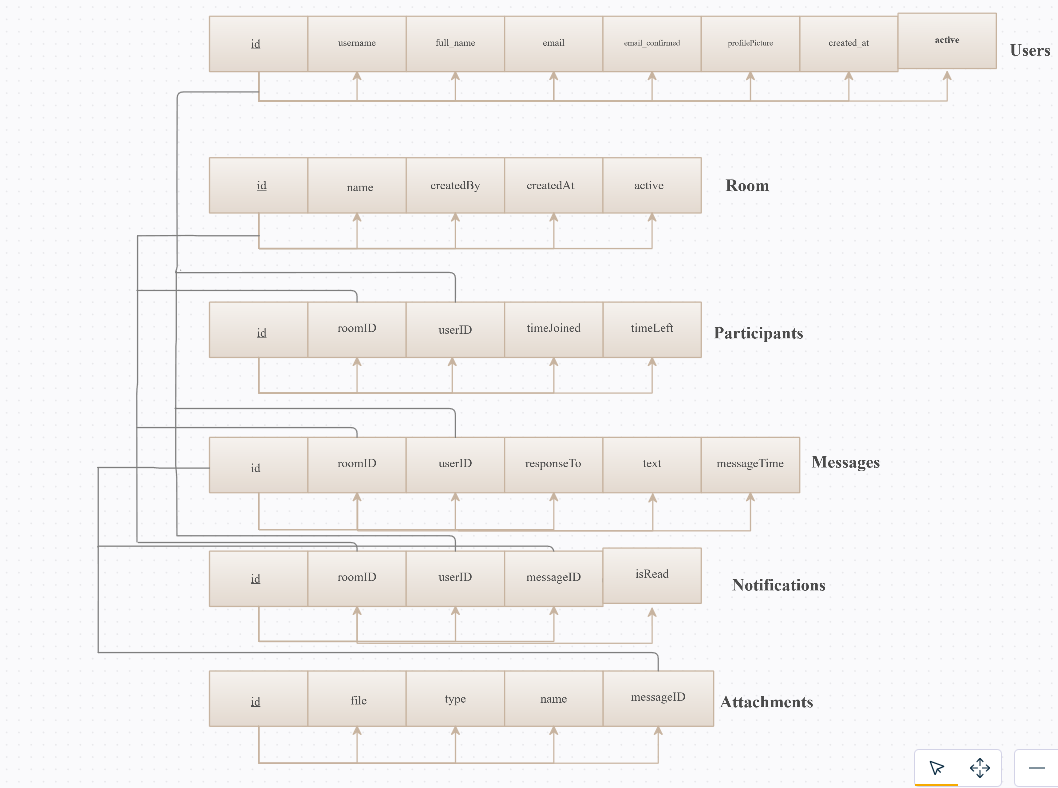 id username full_name email email_confirmed profilePicture created_at active Users
id name createdBy createdAt active Room
id roomID userID timeJoined timeLeft Participants
id roomID userID responseTo text messageTime Messages
id roomID userID messageID isRead Notifications
id file type name messageID Attachments